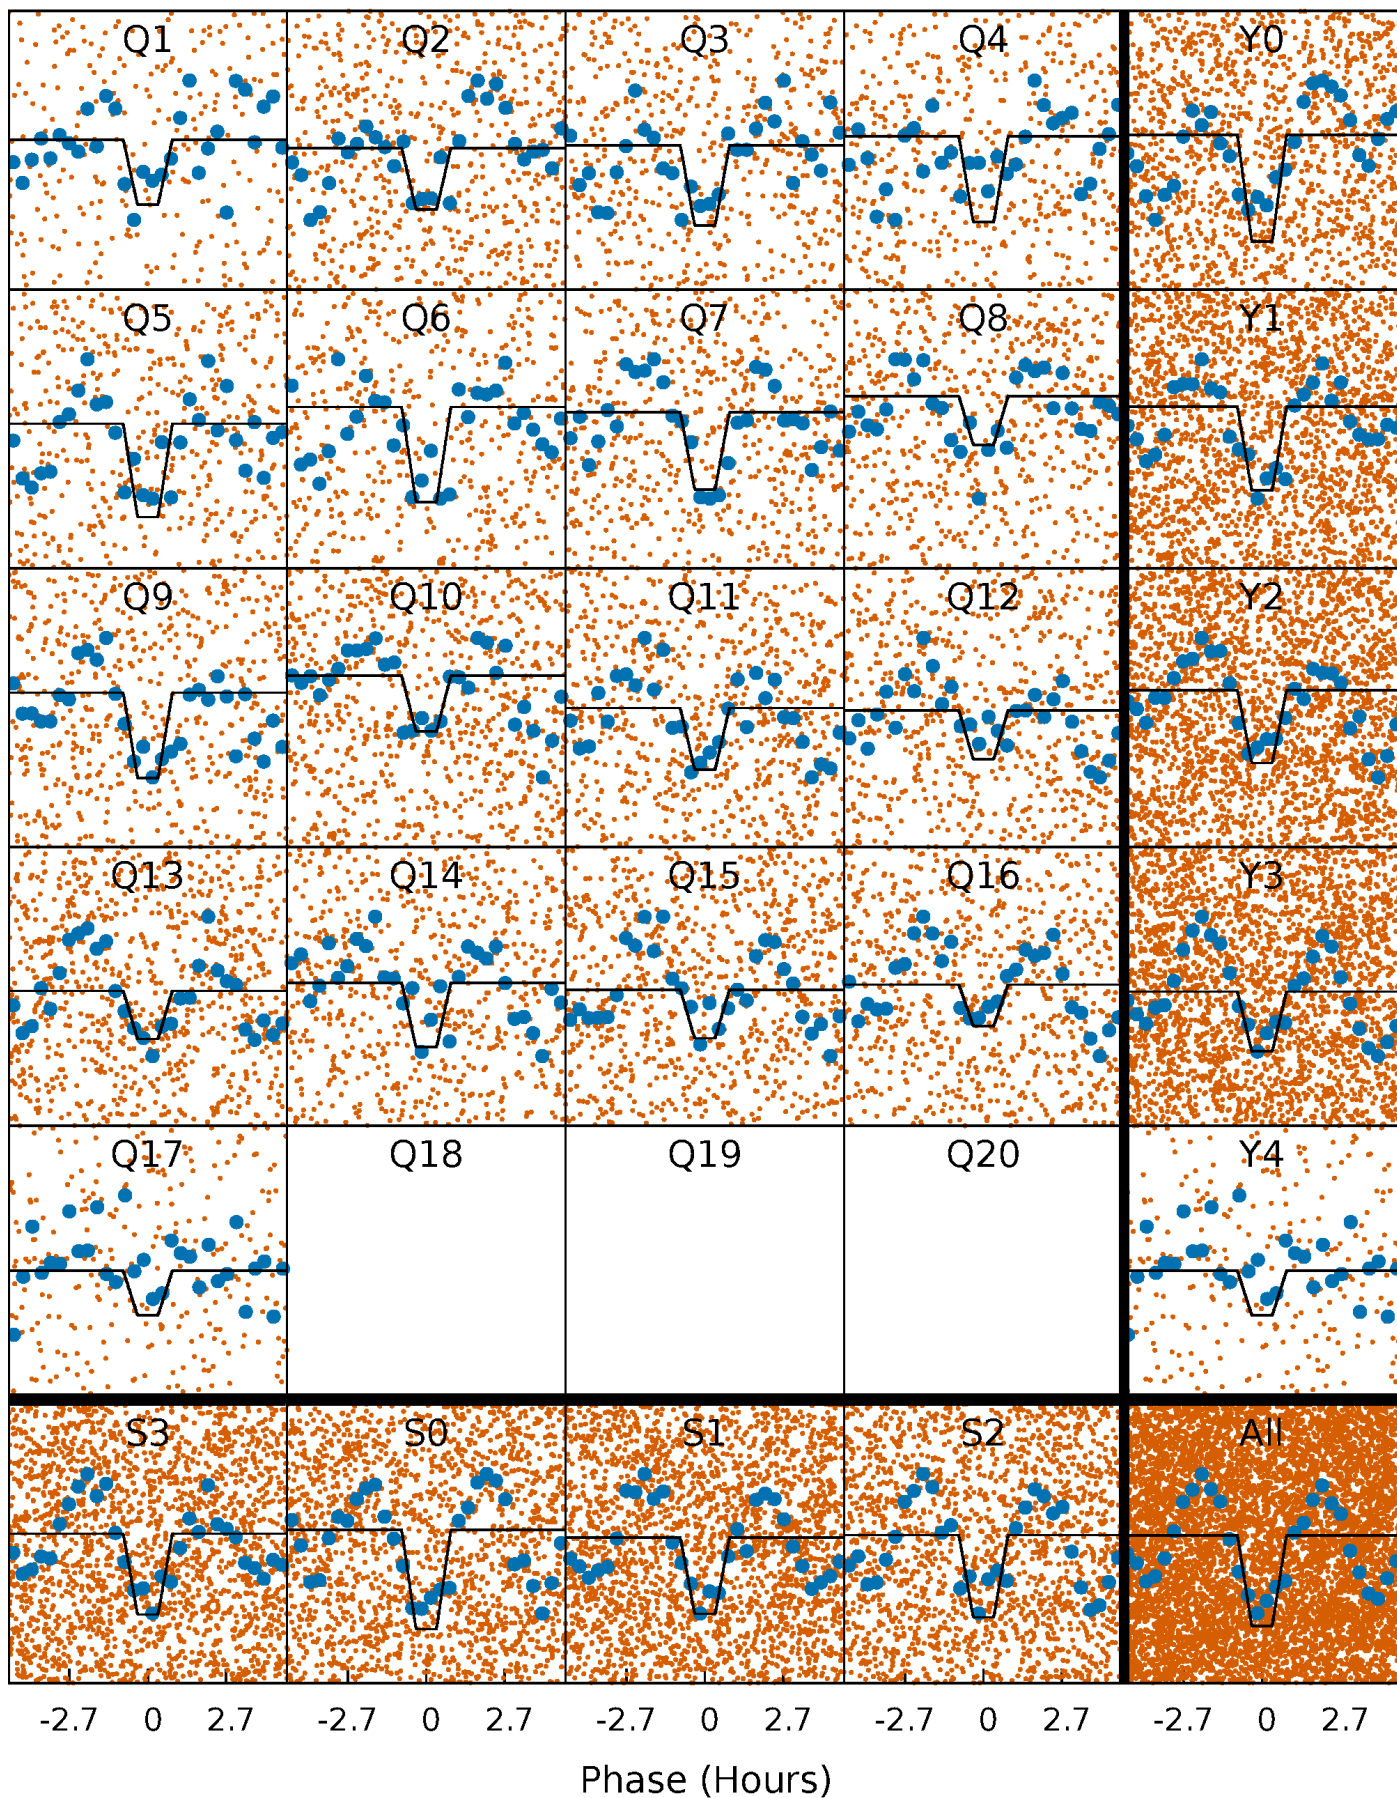 Q1 Q2 Q3 Q4 Y0
Q5 Q6 Q7 Q8 Y1
Q9 Q10 Q11 Q12 Y2
Q13 Q14 Q15 Q16 Y3
Q17 Q18 Q19 Q20 Y4
S3 S0 S1 S2 All
-2.7 0 2.7 -2.7 0 2.7 -2.7 0 2.7 -2.7 0 2.7 -2.7 0 2.7
Phase (Hours)